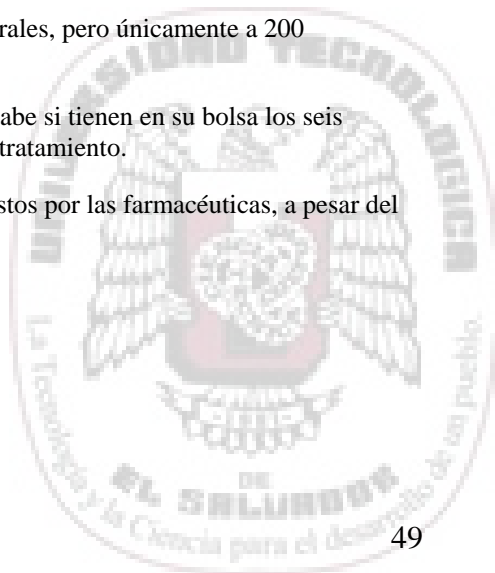 rales, pero únicamente a 200
abe si tienen en su bolsa los seis
tratamiento.
stos por las farmacéuticas, a pesar del
UNIVERSIDAD TECNOLOGICA
DE
EL SALVADOR
La Tecnología y la Ciencia para el desarrollo de un pueblo.
49